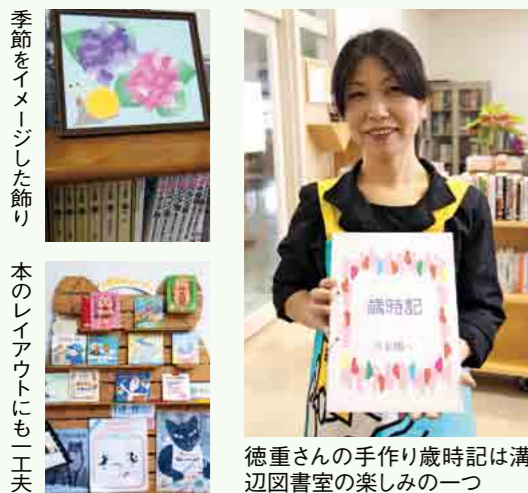 季節をイメージした飾り
本のレイアウトにも一工夫
歳時記
徳重さんの手作り歳時記は溝
辺図書室の楽しみの一つ